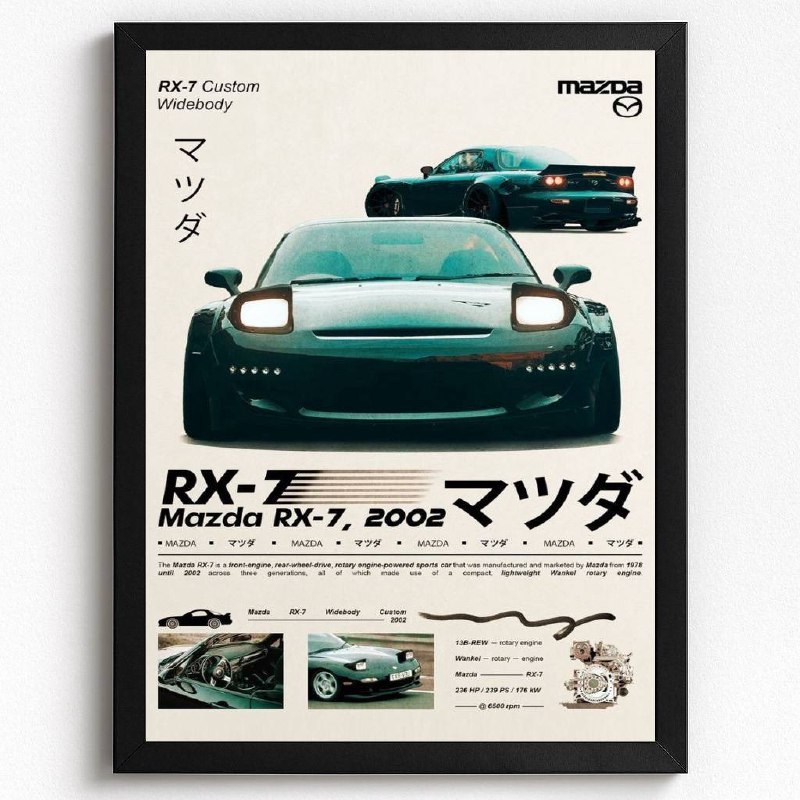 RX-7 Custom
Widebody
mazda
マツダ
RX-7
マツダ
Mazda RX-7, 2002
MAZDA マツダ MAZDA マツダ MAZDA マツダ MAZDA マツダ
The Mazda RX-7 is a front-engine, rear-wheel-drive, rotary engine-powered sports car that was manufactured and marketed by Mazda from 1978
until 2002 across three generations, all of which made use of a compact, lightweight Wankel rotary engine.
Mazda RX-7 Widebody Custom
2002
13B-REW — rotary engine
Wankel — rotary — engine
Mazda — RX-7
236 HP / 239 PS / 176 kW
@ 6500 rpm